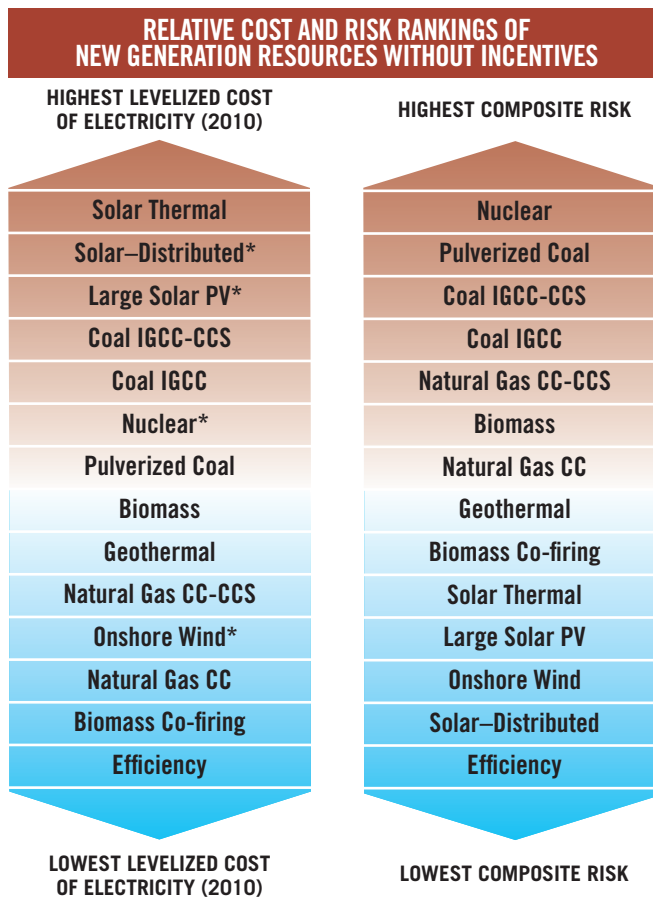 RELATIVE COST AND RISK RANKINGS OF
NEW GENERATION RESOURCES WITHOUT INCENTIVES
HIGHEST LEVELIZED COST
OF ELECTRICITY (2010)
Solar Thermal
Solar–Distributed*
Large Solar PV*
Coal IGCC-CCS
Coal IGCC
Nuclear*
Pulverized Coal
Biomass
Geothermal
Natural Gas CC-CCS
Onshore Wind*
Natural Gas CC
Biomass Co-firing
Efficiency
LOWEST LEVELIZED COST
OF ELECTRICITY (2010)
HIGHEST COMPOSITE RISK
Nuclear
Pulverized Coal
Coal IGCC-CCS
Coal IGCC
Natural Gas CC-CCS
Biomass
Natural Gas CC
Geothermal
Biomass Co-firing
Solar Thermal
Large Solar PV
Onshore Wind
Solar–Distributed
Efficiency
LOWEST COMPOSITE RISK